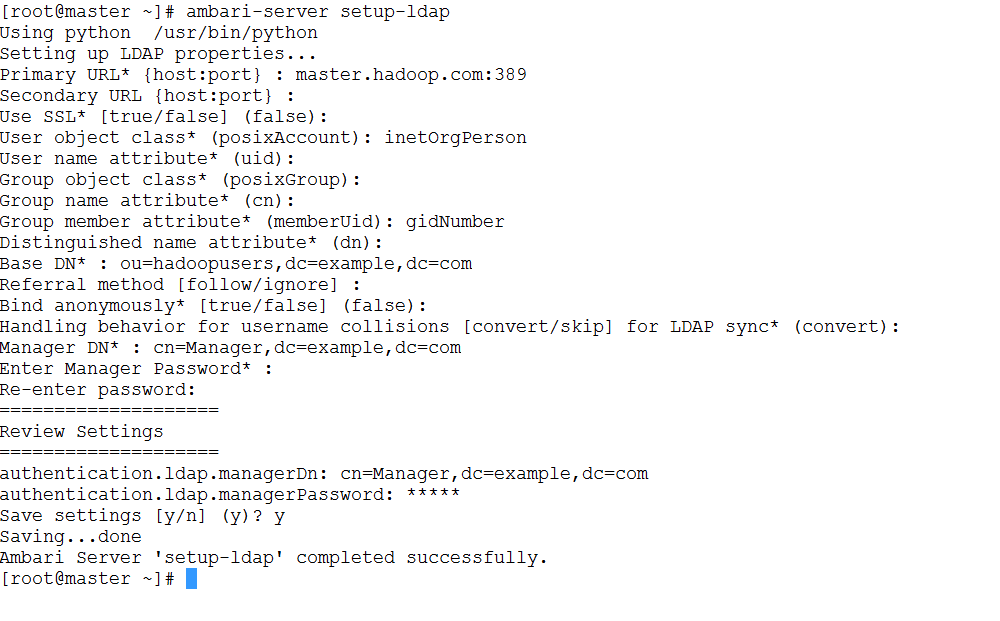 [root@master ~]# ambari-server setup-ldap
Using python  /usr/bin/python
Setting up LDAP properties...
Primary URL* {host:port} : master.hadoop.com:389
Secondary URL {host:port} :
Use SSL* [true/false] (false):
User object class* (posixAccount): inetOrgPerson
User name attribute* (uid):
Group object class* (posixGroup):
Group name attribute* (cn):
Group member attribute* (memberUid): gidNumber
Distinguished name attribute* (dn):
Base DN* : ou=hadoopusers,dc=example,dc=com
Referral method [follow/ignore] :
Bind anonymously* [true/false] (false):
Handling behavior for username collisions [convert/skip] for LDAP sync* (convert):
Manager DN* : cn=Manager,dc=example,dc=com
Enter Manager Password* :
Re-enter password:
====================
Review Settings
====================
authentication.ldap.managerDn: cn=Manager,dc=example,dc=com
authentication.ldap.managerPassword: *****
Save settings [y/n] (y)? y
Saving...done
Ambari Server 'setup-ldap' completed successfully.
[root@master ~]#